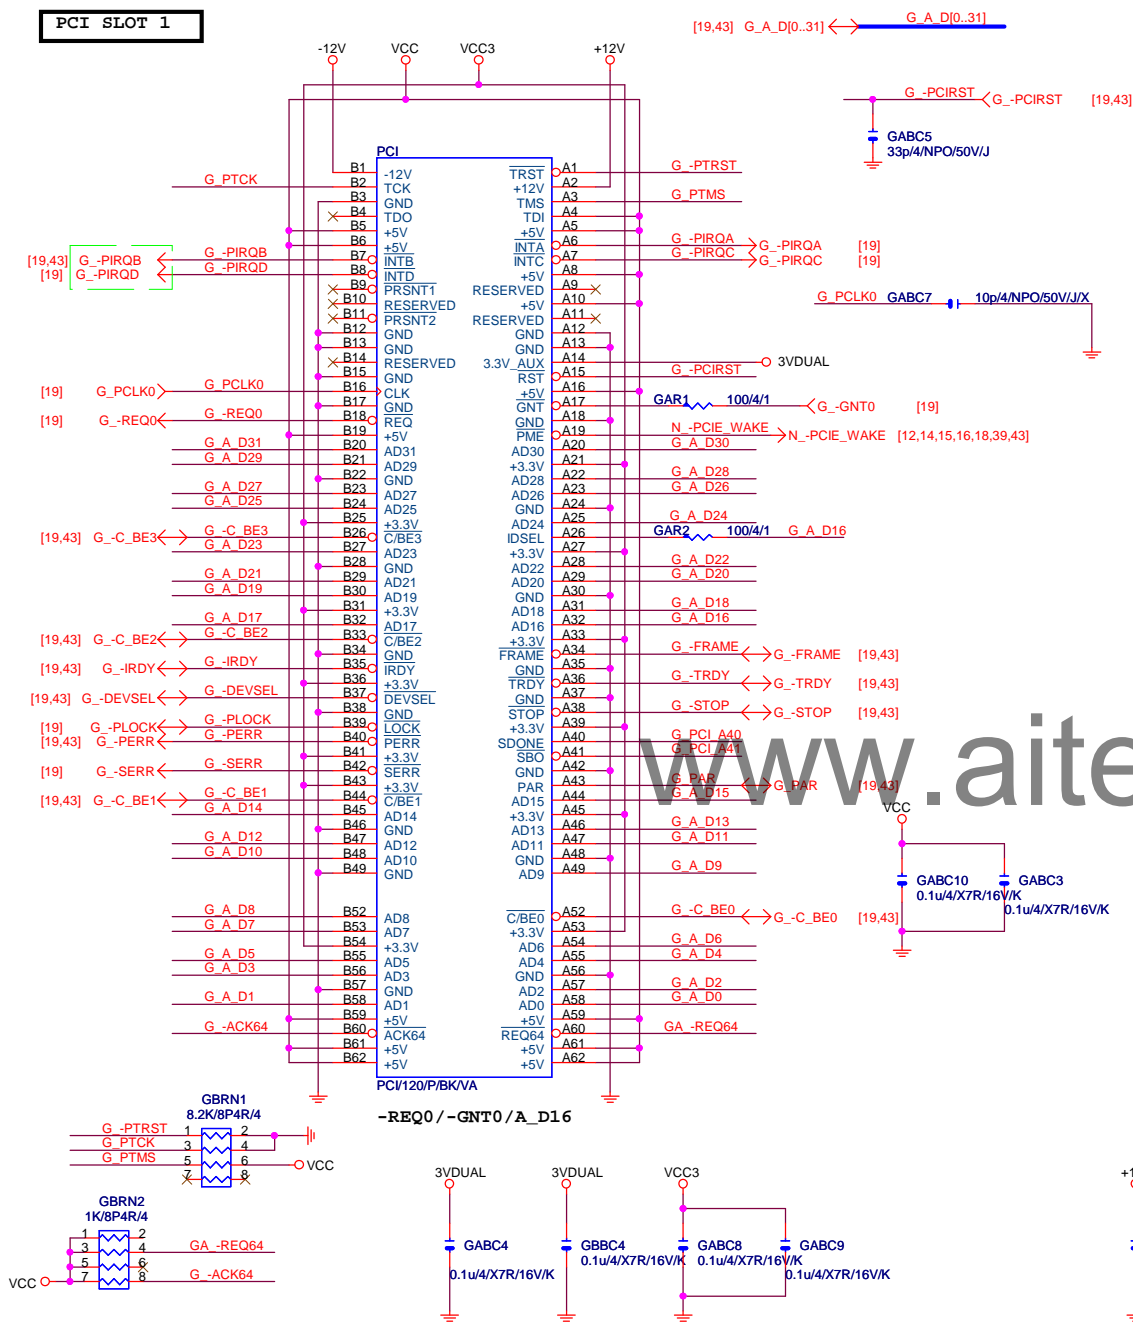 PCI SLOT 1
[19,43] G_A_D[0..31] G_A_D[0..31]
-12V VCC VCC3 +12V
G_-PCIRST G_-PCIRST [19,43]
GABC5
33p/4/NPO/50V/J
PCI
B1 -12V TRST A1 G_-PTRST
G_PTCK B2 TCK +12V A2
B3 GND TMS A3 G_PTMS
B4 TDO TDI A4
B5 +5V +5V A5
B6 +5V INTA A6 G_-PIRQA G_-PIRQA [19]
[19,43] G_-PIRQB G_-PIRQB B7 INTB INTC A7 G_-PIRQC G_-PIRQC [19]
[19] G_-PIRQD G_-PIRQD B8 INTD +5V A8
B9 PRSNT1 RESERVED A9
B10 RESERVED +5V A10
B11 PRSNT2 RESERVED A11
G_PCLK0 GABC7 10p/4/NPO/50V/J/X
B12 GND GND A12
B13 GND GND A13
B14 RESERVED 3.3V_AUX A14 3VDUAL
B15 GND RST A15 G_-PCIRST
[19] G_PCLK0 G_PCLK0 B16 CLK +5V A16
B17 GND GNT A17 GAR1 100/4/1 G_-GNT0 [19]
[19] G_-REQ0 G_-REQ0 B18 REQ GND A18
B19 +5V PME A19 N_-PCIE_WAKE N_-PCIE_WAKE [12,14,15,16,18,39,43]
G_A_D31 B20 AD31 AD30 A20 G_A_D30
G_A_D29 B21 AD29 +3.3V A21
B22 GND AD28 A22 G_A_D28
G_A_D27 B23 AD27 AD26 A23 G_A_D26
G_A_D25 B24 AD25 GND A24
B25 +3.3V AD24 A25 G_A_D24
[19,43] G_-C_BE3 G_-C_BE3 B26 C/BE3 IDSEL A26 GAR2 100/4/1 G_A_D16
G_A_D23 B27 AD23 +3.3V A27
B28 GND AD22 A28 G_A_D22
G_A_D21 B29 AD21 AD20 A29 G_A_D20
G_A_D19 B30 AD19 GND A30
B31 +3.3V AD18 A31 G_A_D18
G_A_D17 B32 AD17 AD16 A32 G_A_D16
[19,43] G_-C_BE2 G_-C_BE2 B33 C/BE2 +3.3V A33
B34 GND FRAME A34 G_-FRAME G_-FRAME [19,43]
[19,43] G_-IRDY G_-IRDY B35 IRDY GND A35
B36 +3.3V TRDY A36 G_-TRDY G_-TRDY [19,43]
[19,43] G_-DEVSEL G_-DEVSEL B37 DEVSEL GND A37
B38 GND STOP A38 G_-STOP G_-STOP [19,43]
[19] G_-PLOCK G_-PLOCK B39 LOCK +3.3V A39
[19,43] G_-PERR G_-PERR B40 PERR SDONE A40 G_PCI_A40
B41 +3.3V SBO A41 G_PCI_A41
[19] G_-SERR G_-SERR B42 SERR GND A42
B43 +3.3V PAR A43 G_PAR G_PAR [19,43]
www.aite
[19,43] G_-C_BE1 G_-C_BE1 B44 C/BE1 AD15 A44 G_A_D15
G_A_D14 B45 AD14 +3.3V A45
B46 GND AD13 A46 G_A_D13
G_A_D12 B47 AD12 AD11 A47 G_A_D11
G_A_D10 B48 AD10 GND A48
B49 GND AD9 A49 G_A_D9
VCC
GABC10 GABC3
0.1u/4/X7R/16V/K 0.1u/4/X7R/16V/K
G_A_D8 B52 AD8 C/BE0 A52 G_-C_BE0 G_-C_BE0 [19,43]
G_A_D7 B53 AD7 +3.3V A53
B54 +3.3V AD6 A54 G_A_D6
G_A_D5 B55 AD5 AD4 A55 G_A_D4
G_A_D3 B56 AD3 GND A56
B57 GND AD2 A57 G_A_D2
G_A_D1 B58 AD1 AD0 A58 G_A_D0
B59 +5V +5V A59
G_-ACK64 B60 ACK64 REQ64 A60 GA_-REQ64
B61 +5V +5V A61
B62 +5V +5V A62
PCI/120/P/BK/VA
-REQ0/-GNT0/A_D16
GBRN1
8.2K/8P4R/4
G_-PTRST 1 2
G_PTCK 3 4
G_PTMS 5 6 VCC
7 8
GBRN2
1K/8P4R/4
1 2
3 4 GA_-REQ64
5 6
VCC 7 8 G_-ACK64
3VDUAL 3VDUAL VCC3 +1
GABC4 GBBC4 GABC8 GABC9
0.1u/4/X7R/16V/K 0.1u/4/X7R/16V/K 0.1u/4/X7R/16V/K 0.1u/4/X7R/16V/K